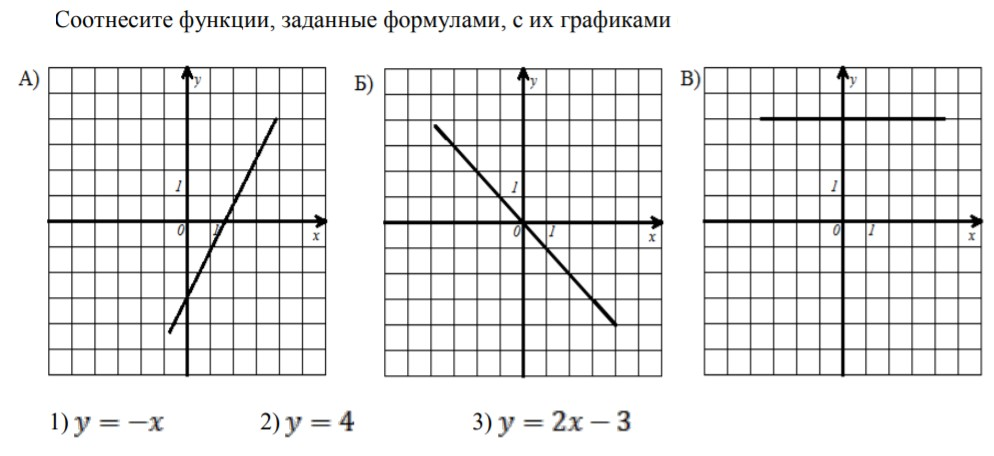 Соотнесите функции, заданные формулами, с их графиками
А) Б) В)
y y y
1 1 1
0 1 x 0 1 x 0 1 x
1) y = −x 2) y = 4 3) y = 2x − 3